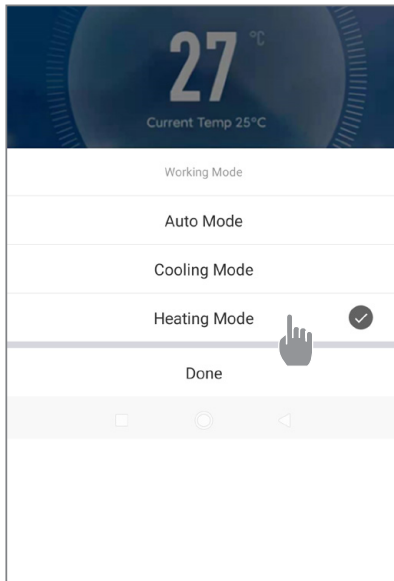 27 °C
Current Temp 25°C
Working Mode
Auto Mode
Cooling Mode
Heating Mode
Done